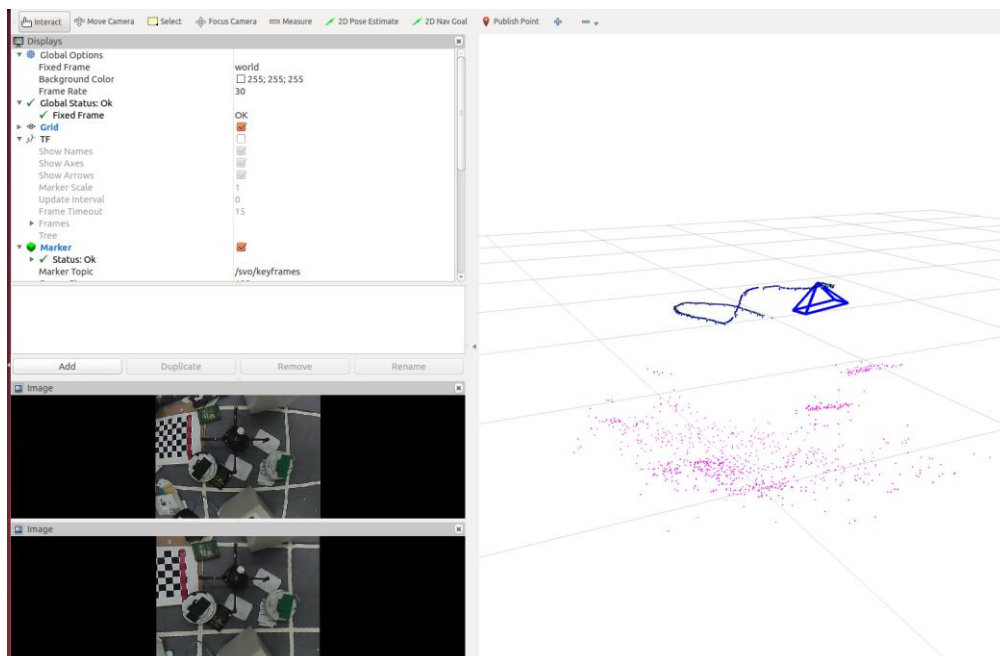 Interact Move Camera Select Focus Camera Measure 2D Pose Estimate 2D Nav Goal Publish Point
Displays
Global Options
Fixed Frame world
Background Color 255; 255; 255
Frame Rate 30
Global Status: Ok
Fixed Frame OK
Grid
TF
Show Names
Show Axes
Show Arrows
Marker Scale 1
Update Interval 0
Frame Timeout 15
Frames
Tree
Marker
Status: Ok
Marker Topic /svo/keyframes
Add Duplicate Remove Rename
Image
Image